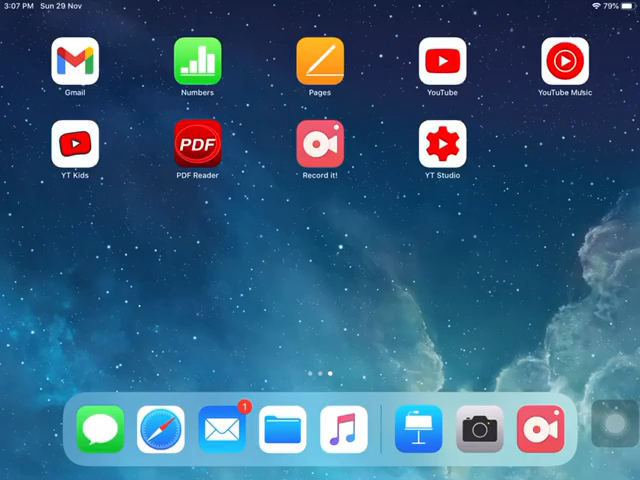 3:07 PM Sun 29 Nov 79%
Gmail Numbers Pages YouTube YouTube Music
PDF
YT Kids PDF Reader Record it! YT Studio
1